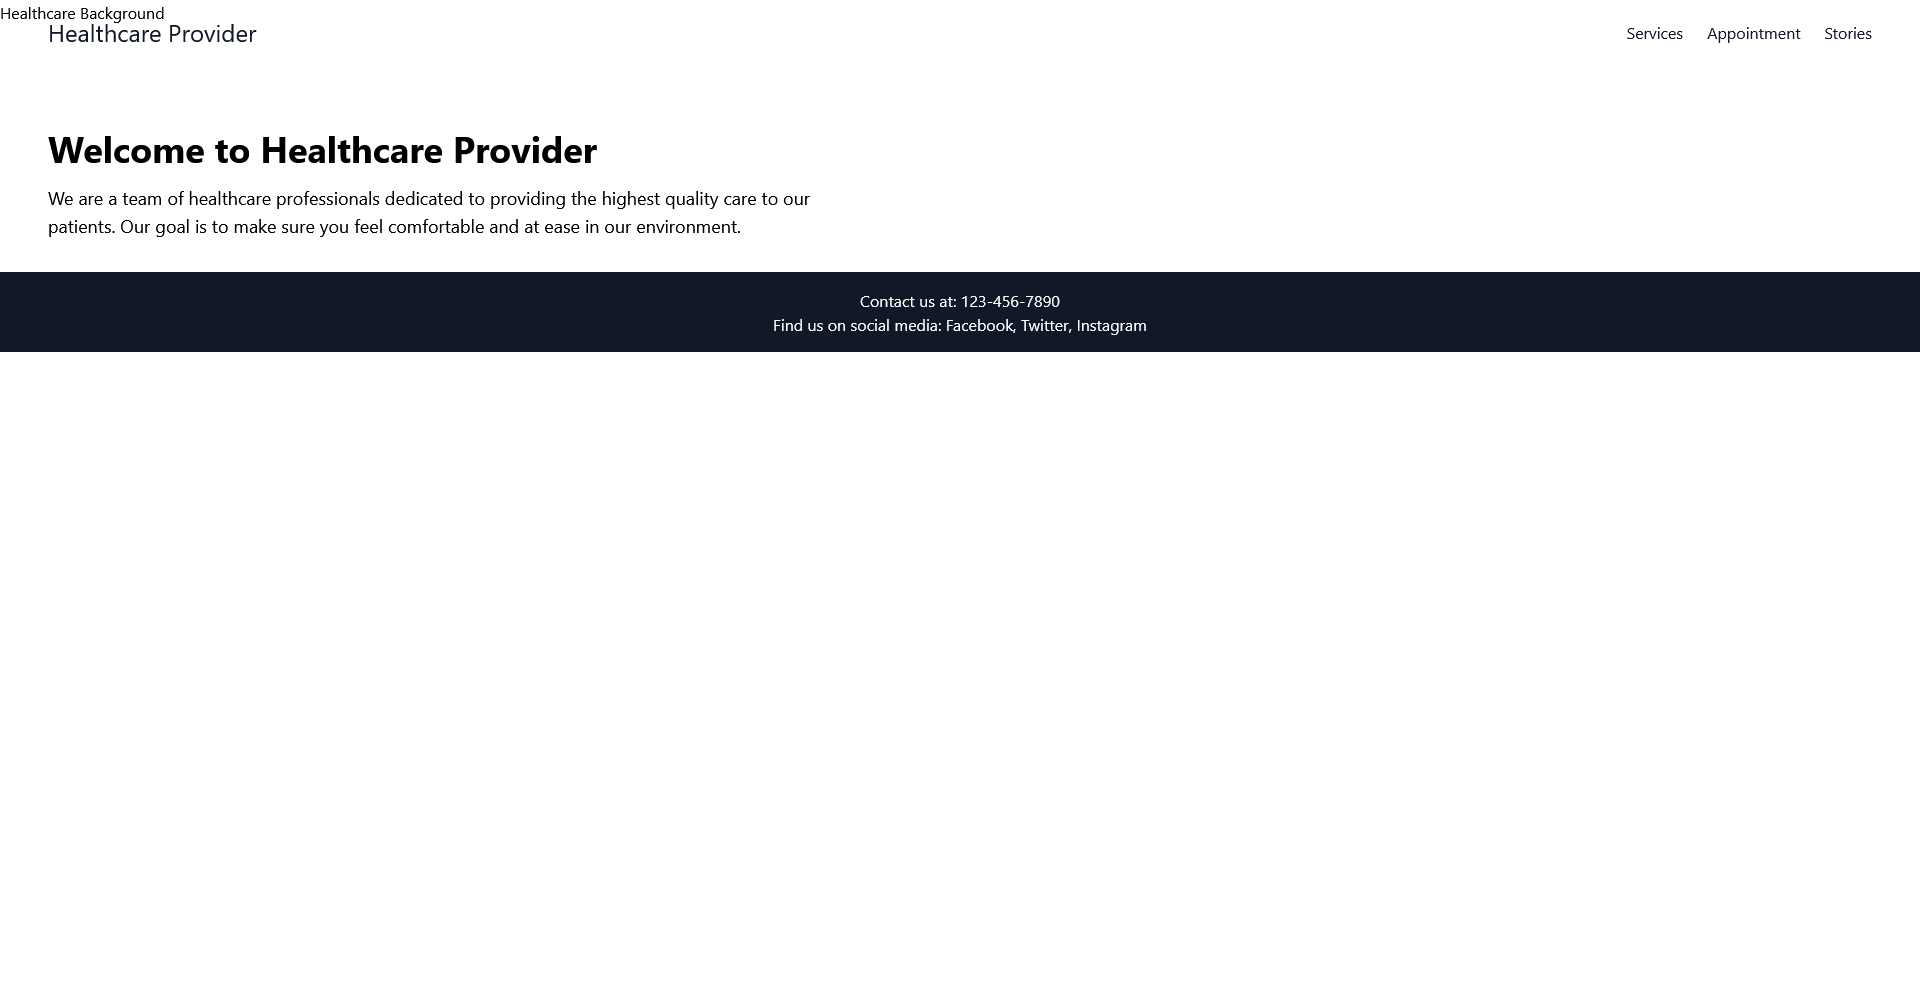 Healthcare Background
Healthcare Provider
Services Appointment Stories
Welcome to Healthcare Provider
We are a team of healthcare professionals dedicated to providing the highest quality care to our
patients. Our goal is to make sure you feel comfortable and at ease in our environment.
Contact us at: 123-456-7890
Find us on social media: Facebook, Twitter, Instagram